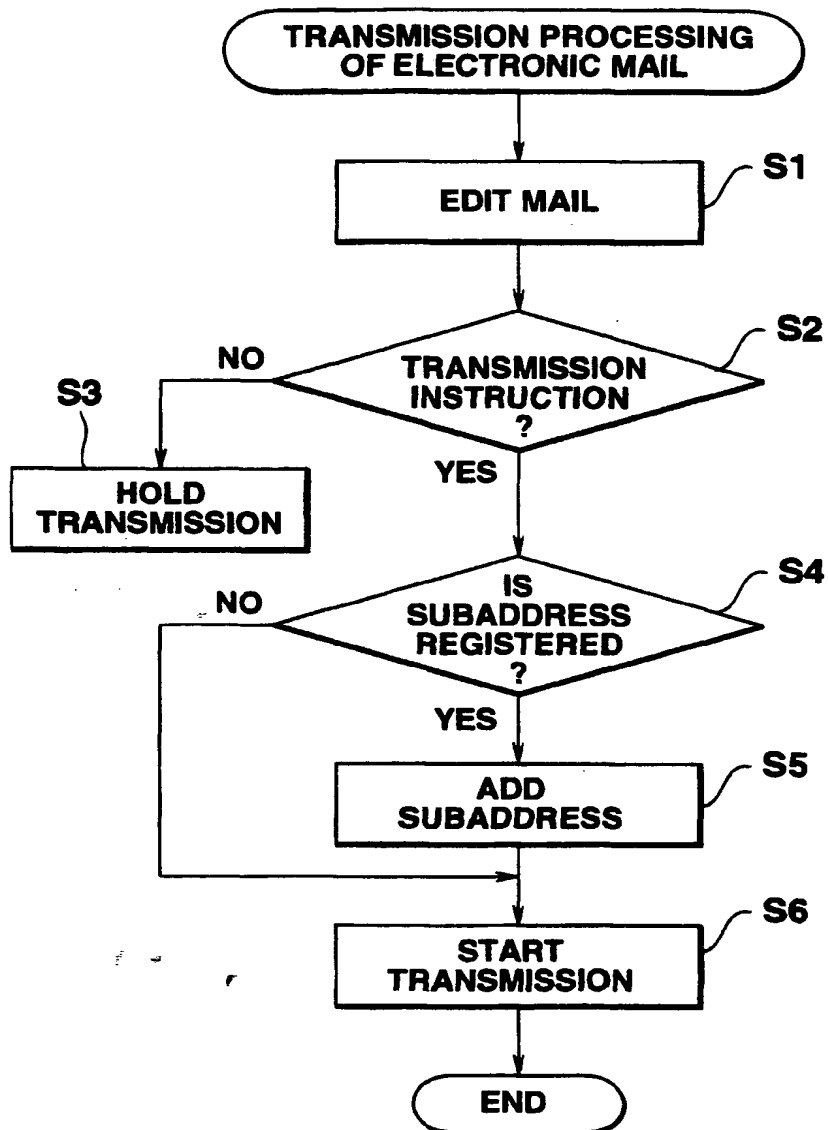 TRANSMISSION PROCESSING
OF ELECTRONIC MAIL
S1
EDIT MAIL
S2
NO
TRANSMISSION
INSTRUCTION
?
S3
YES
HOLD
TRANSMISSION
S4
NO
IS
SUBADDRESS
REGISTERED
?
YES
S5
ADD
SUBADDRESS
S6
START
TRANSMISSION
END